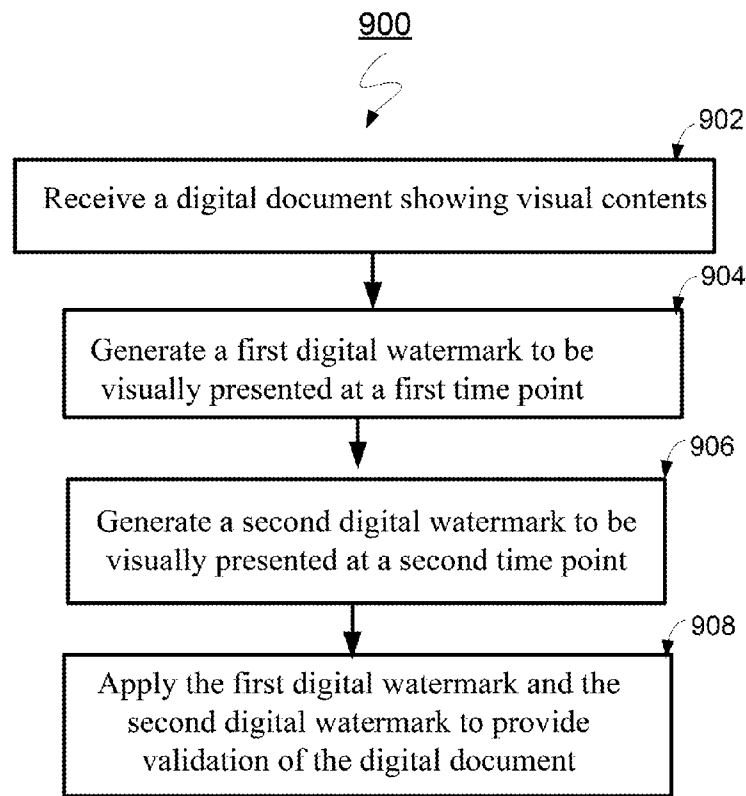 900
902
Receive a digital document showing visual contents
904
Generate a first digital watermark to be
visually presented at a first time point
906
Generate a second digital watermark to be
visually presented at a second time point
908
Apply the first digital watermark and the
second digital watermark to provide
validation of the digital document